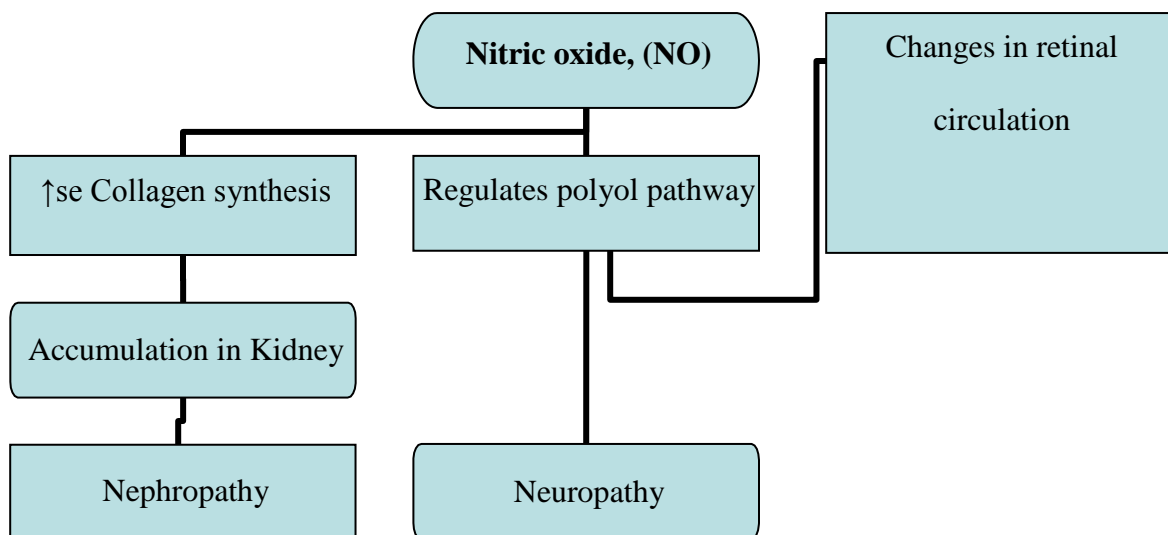 Nitric oxide, (NO)
Changes in retinal
circulation
↑se Collagen synthesis
Regulates polyol pathway
Accumulation in Kidney
Nephropathy
Neuropathy